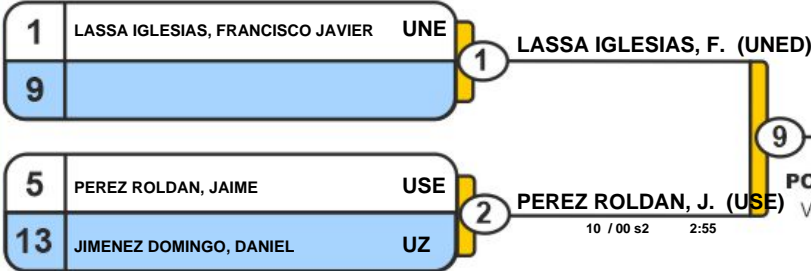 1 LASSA IGLESIAS, FRANCISCO JAVIER UNE
9
1
LASSA IGLESIAS, F. (UNED)
9
5 PEREZ ROLDAN, JAIME USE
13 JIMENEZ DOMINGO, DANIEL UZ
2
PEREZ ROLDAN, J. (USE)
10 / 00 s2 2:55